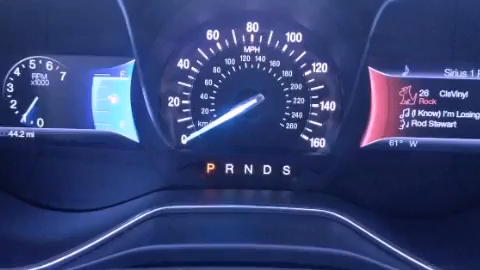 1 2 3 4 5 6 7 0
RPM
x1000
F
44.2 mi
0 20 40 60 80 100 120 140 160
MPH
20 40 60 80 100 120 140 160 180 200 220 240 260
km/h
P R N D S
Sirius 1
26 ClsVinyl
Rock
(I Know) I'm Losing
Rod Stewart
61° W